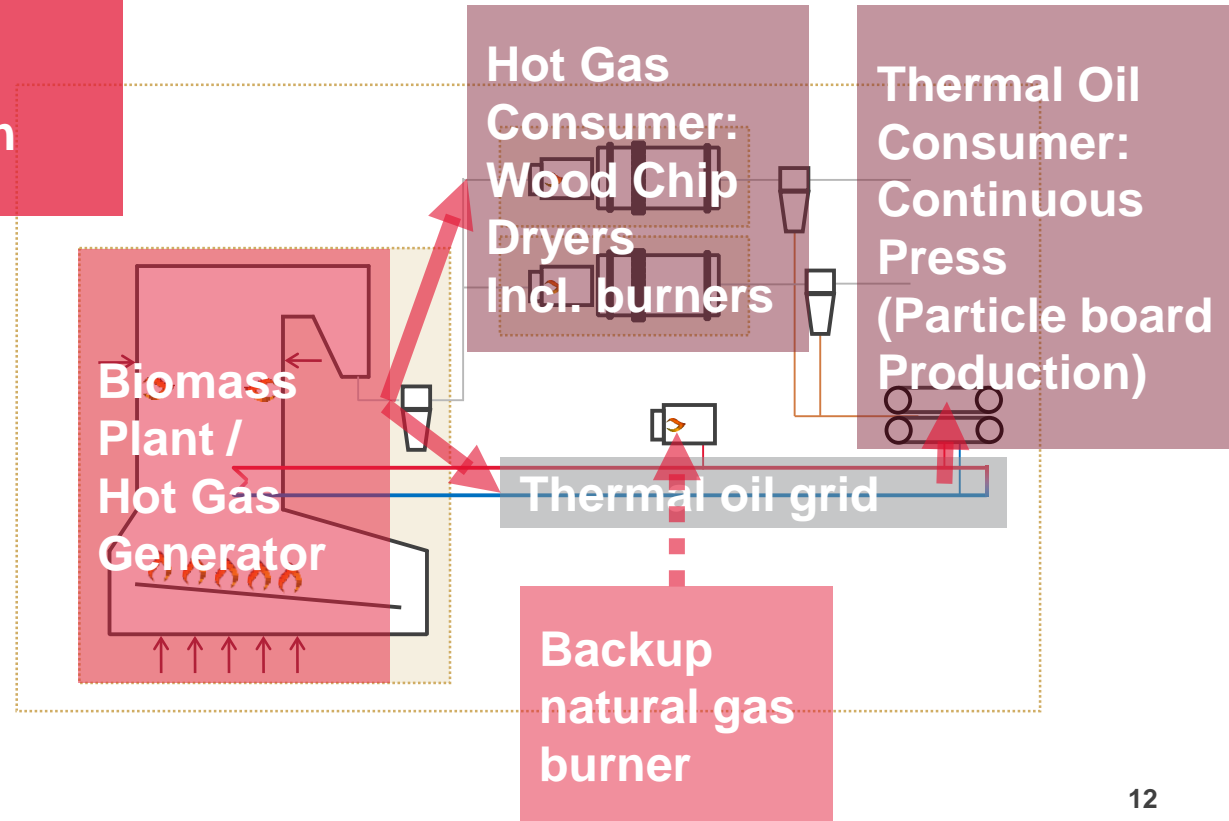 Hot Gas
Consumer:
Wood Chip
Dryers
Incl. burners
Thermal Oil
Consumer:
Continuous
Press
(Particle board
Production)
Biomass
Plant /
Hot Gas
Generator
Thermal oil grid
Backup
natural gas
burner
12